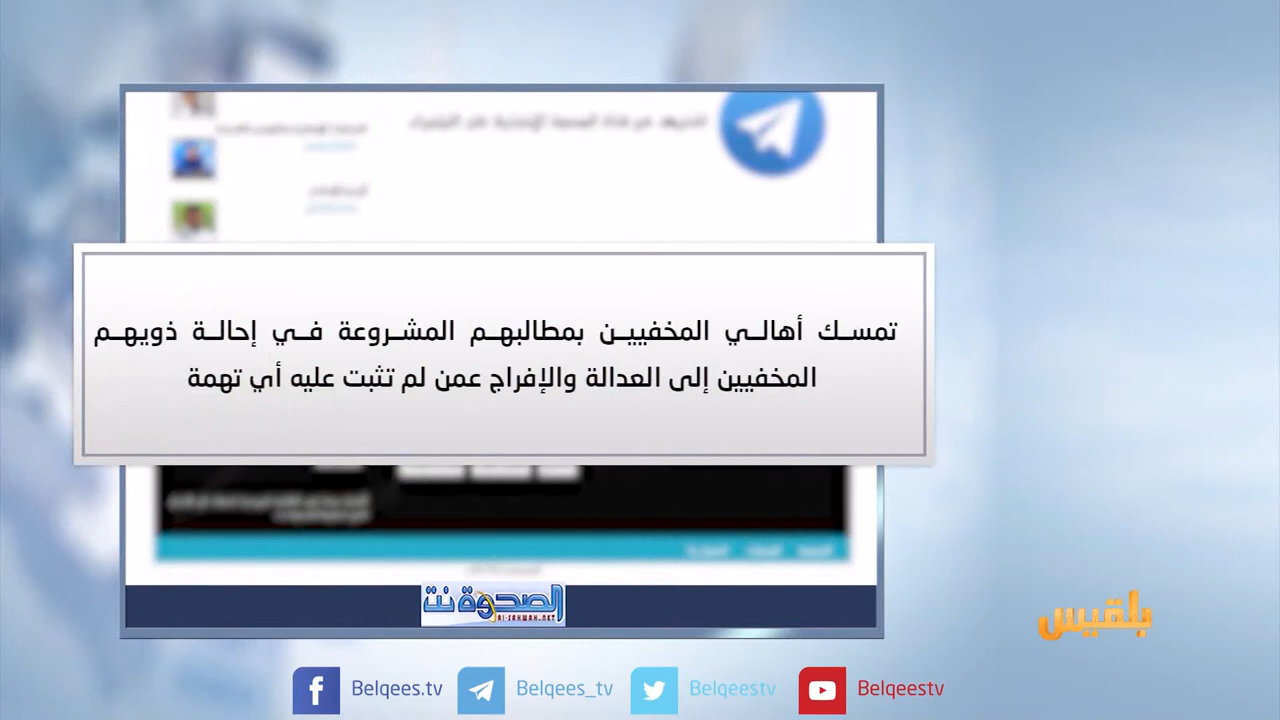 تمسك أهالي المخفيين بمطالبهم المشروعة في إحالة ذويهم
المخفيين إلى العدالة والإفراج عمن لم تثبت عليه أي تهمة
الصحوة نت
AL-SAHWAH.NET
بلقيس
Belqees.tv
Belqees_tv
Belqeestv
Belqeestv